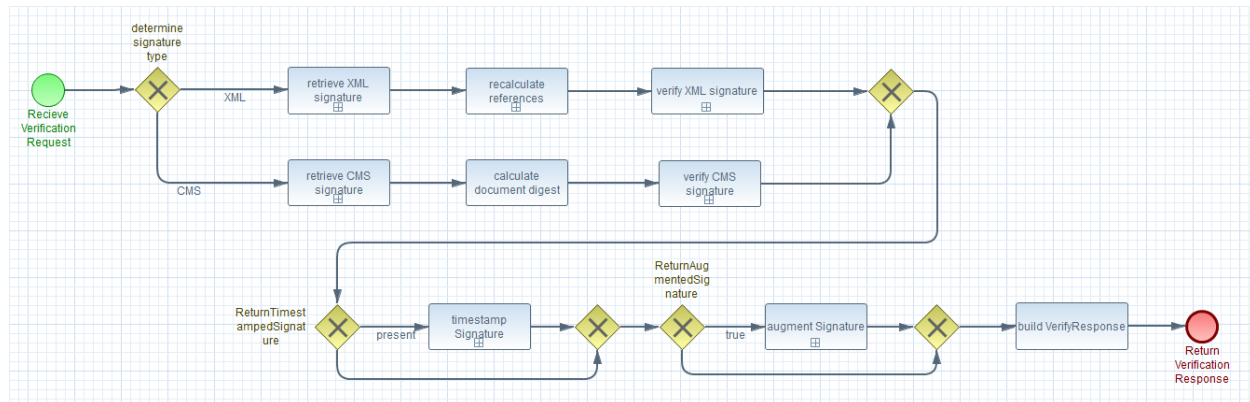 determine
signature
type
Recieve
Verification
Request
XML
retrieve XML
signature
recalculate
references
verify XML signature
CMS
retrieve CMS
signature
calculate
document digest
verify CMS
signature
ReturnTimest
ampedSignat
ure
present
timestamp
Signature
ReturnAug
mentedSig
nature
true
augment Signature
build VerifyResponse
Return
Verification
Response